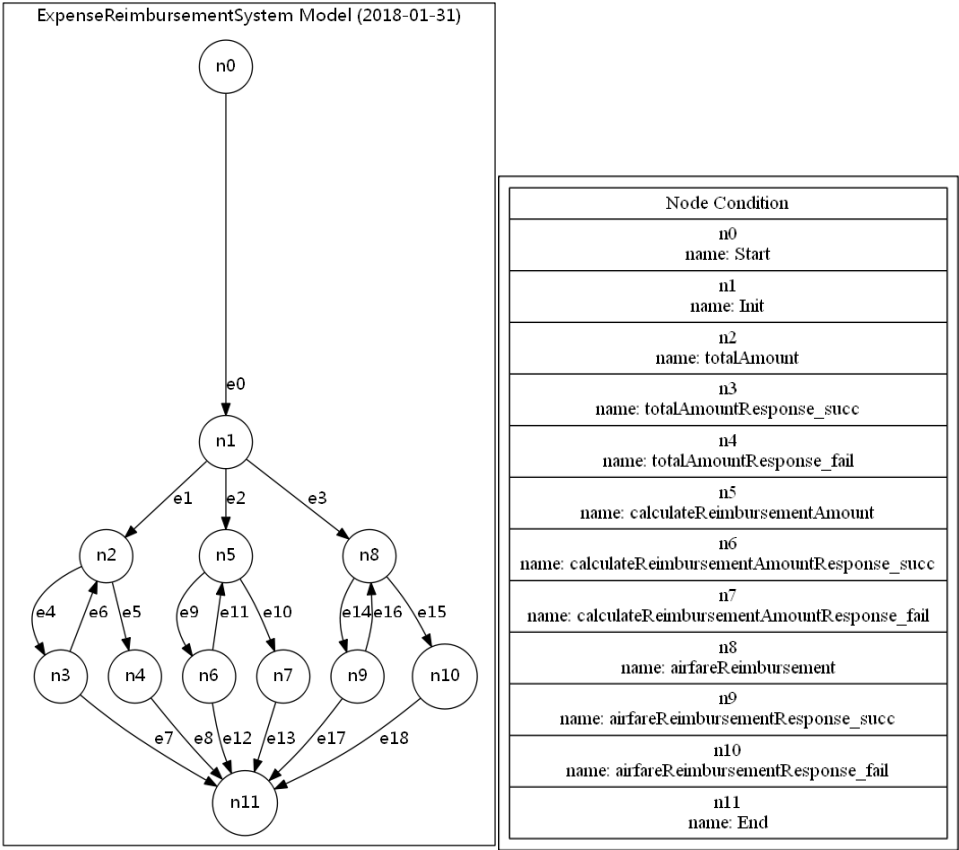 ExpenseReimbursementSystem Model (2018-01-31)
n0
e0
n1
e1
e2
e3
n2
n5
n8
e4
e6
e5
e9
e11
e10
e14
e16
e15
n3
n4
n6
n7
n9
n10
e7
e8
e12
e13
e17
e18
n11
Node Condition
n0
name: Start
n1
name: Init
n2
name: totalAmount
n3
name: totalAmountResponse_succ
n4
name: totalAmountResponse_fail
n5
name: calculateReimbursementAmount
n6
name: calculateReimbursementAmountResponse_succ
n7
name: calculateReimbursementAmountResponse_fail
n8
name: airfareReimbursement
n9
name: airfareReimbursementResponse_succ
n10
name: airfareReimbursementResponse_fail
n11
name: End